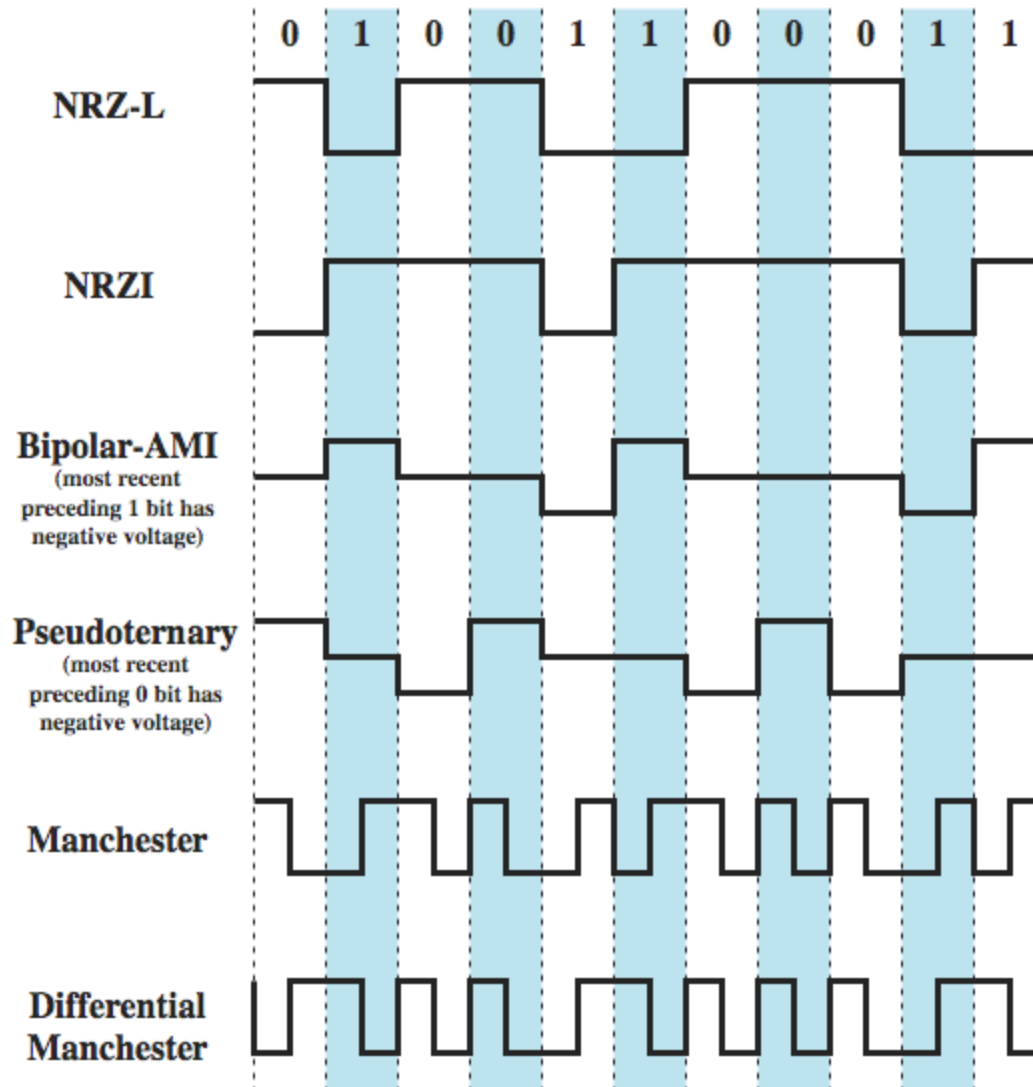 0 1 0 0 1 1 0 0 0 1 1
NRZ-L
NRZI
Bipolar-AMI
(most recent
preceding 1 bit has
negative voltage)
Pseudoternary
(most recent
preceding 0 bit has
negative voltage)
Manchester
Differential
Manchester